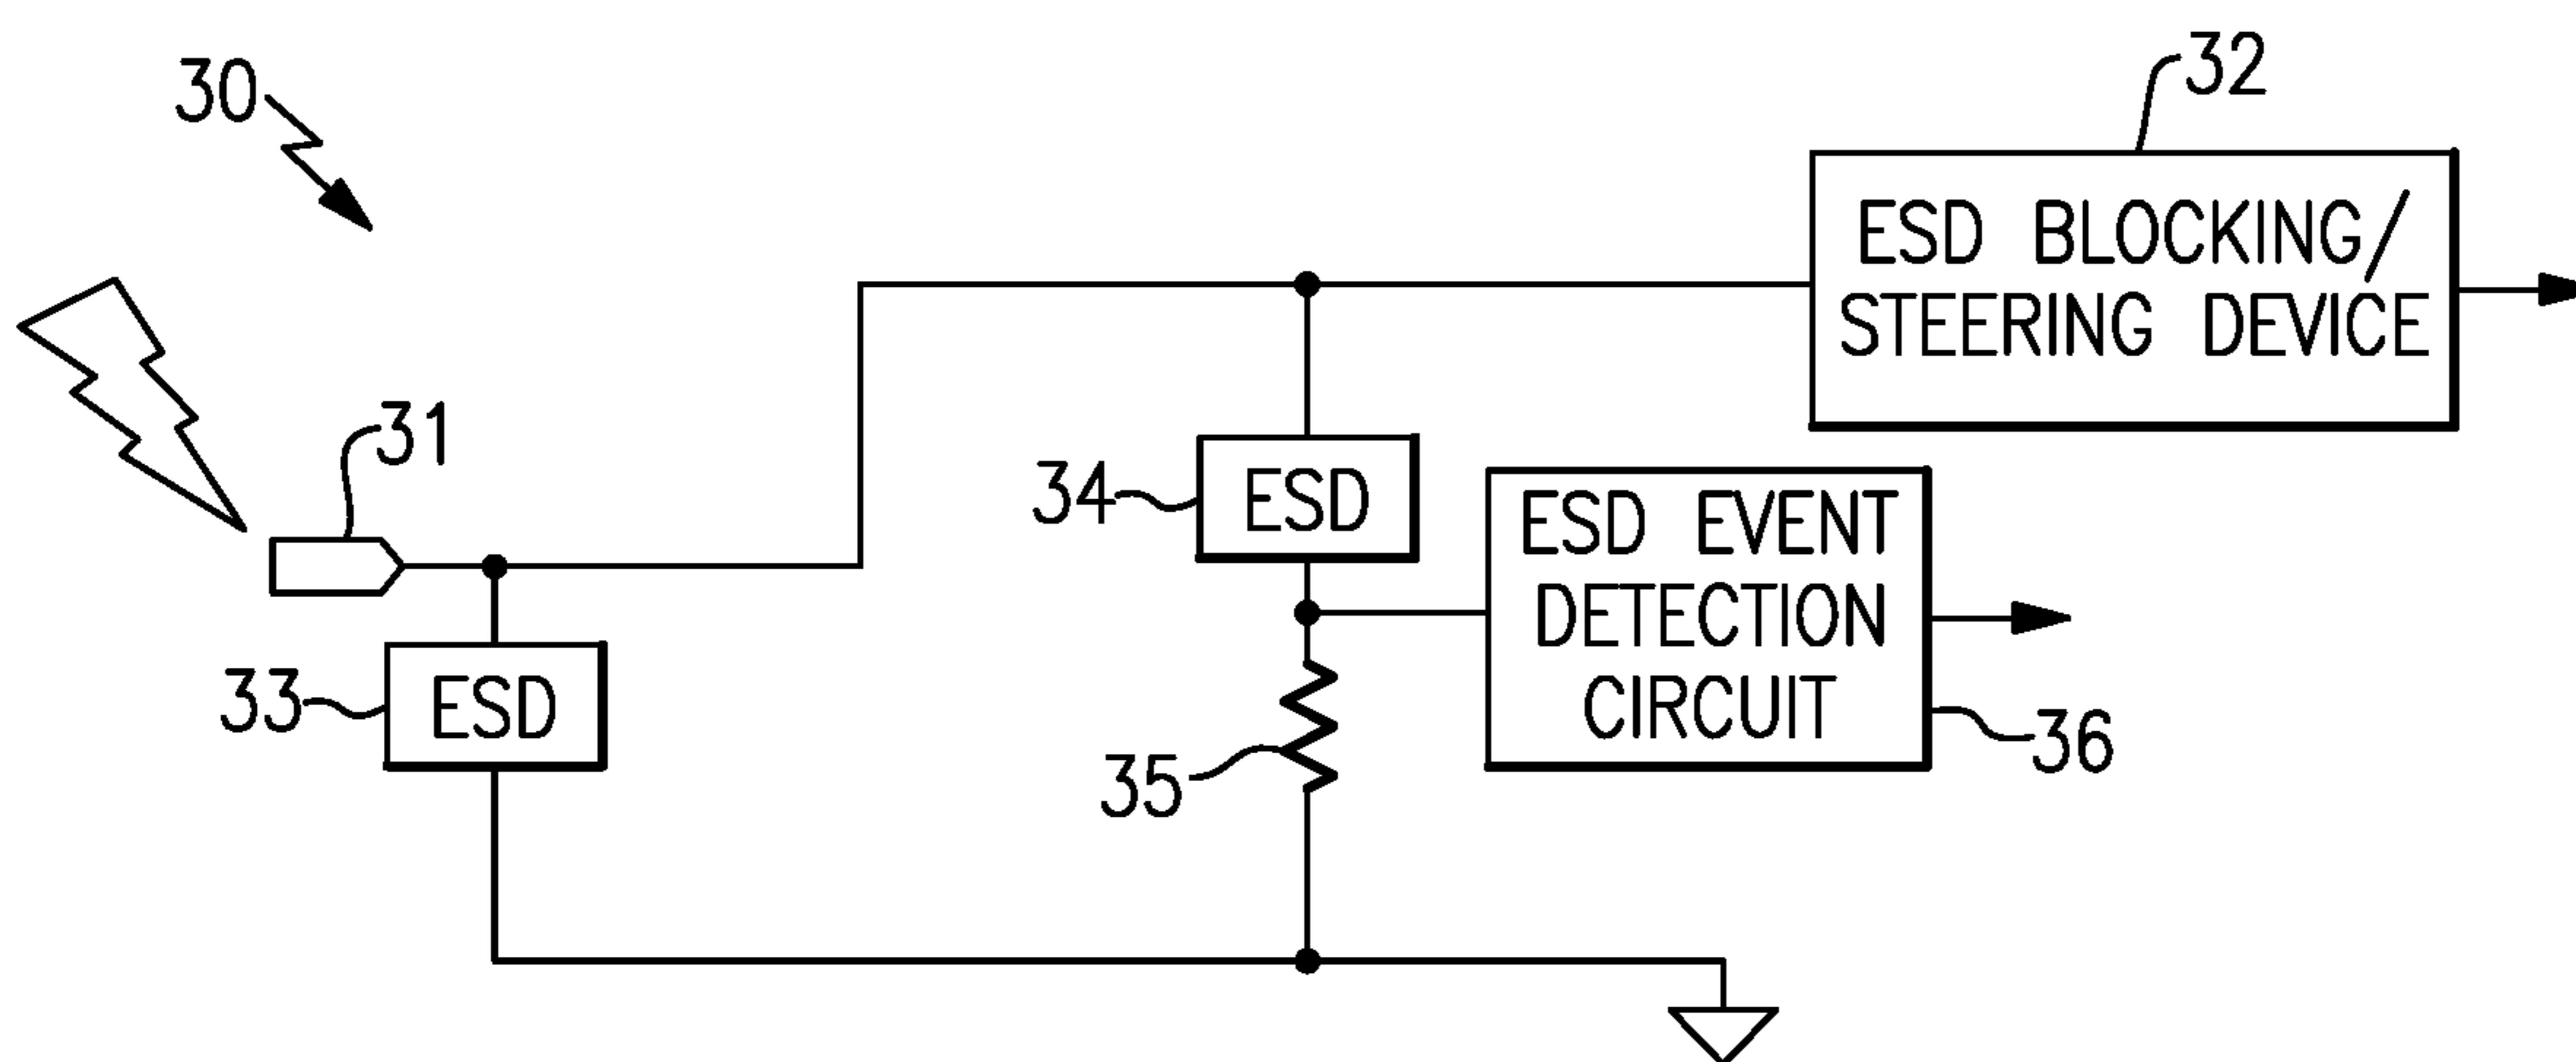 30
32
ESD BLOCKING/
STEERING DEVICE
31
34
ESD
ESD EVENT
DETECTION
CIRCUIT
33
ESD
35
36